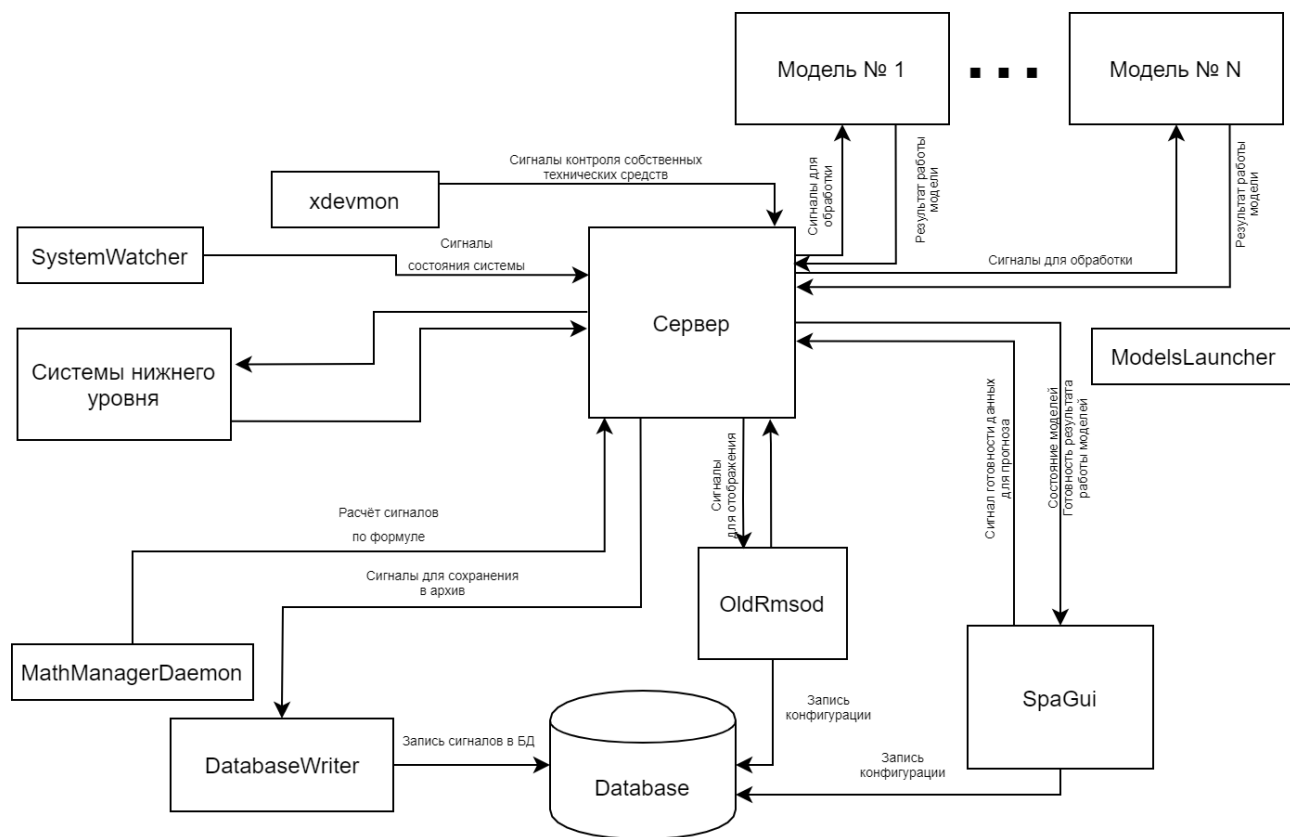 Модель № 1
Модель № N
Сигналы контроля собственных
технических средств
xdevmon
Сигналы для
обработки
Результат работы
модели
Результат работы
модели
SystemWatcher
Сигналы
состояния системы
Сигналы для обработки
Сервер
Системы нижнего
уровня
ModelsLauncher
Сигналы
для отображения
Сигнал готовности данных
для прогноза
Состояние моделей
Готовность результата
работы моделей
Расчёт сигналов
по формуле
Сигналы для сохранения
в архив
OldRmsod
MathManagerDaemon
SpaGui
Запись
конфигурации
DatabaseWriter
Запись сигналов в БД
Database
Запись
конфигурации